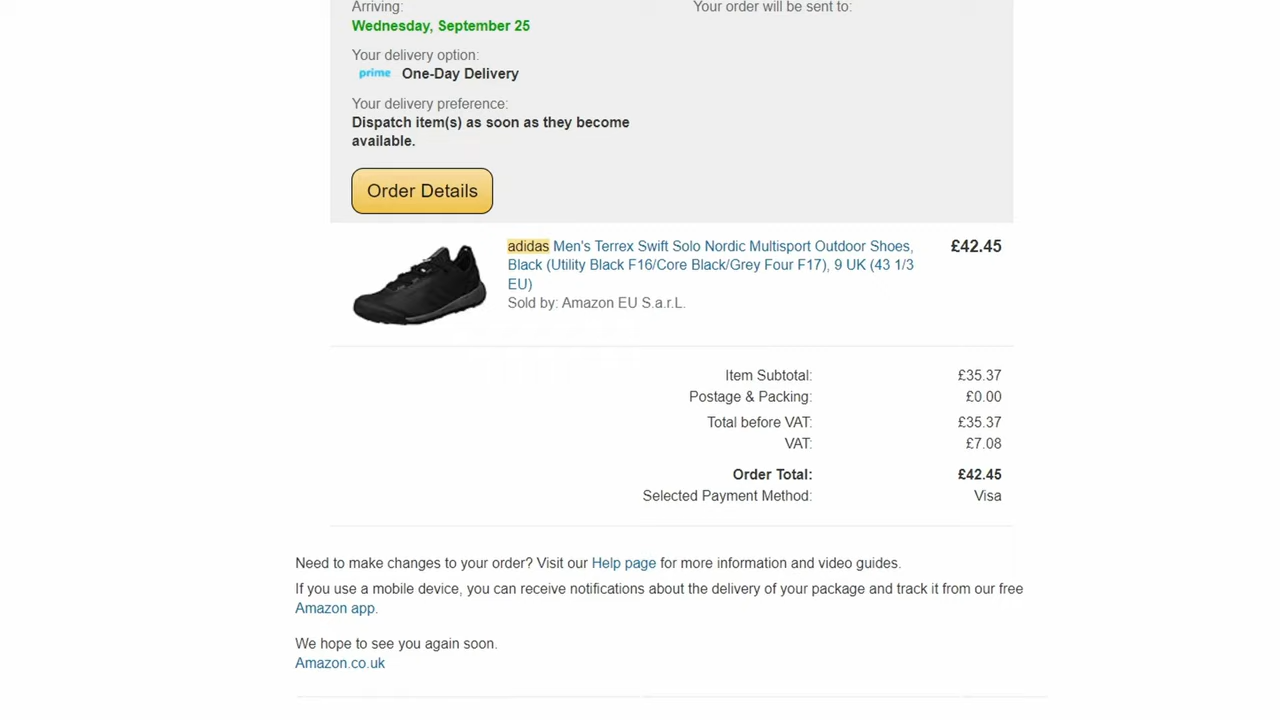 Arriving:
Wednesday, September 25
Your order will be sent to:
Your delivery option:
prime One-Day Delivery
Your delivery preference:
Dispatch item(s) as soon as they become
available.
Order Details
adidas Men's Terrex Swift Solo Nordic Multisport Outdoor Shoes,
Black (Utility Black F16/Core Black/Grey Four F17), 9 UK (43 1/3
EU)
Sold by: Amazon EU S.a.r.L.
£42.45
Item Subtotal: £35.37
Postage & Packing: £0.00
Total before VAT: £35.37
VAT: £7.08
Order Total: £42.45
Selected Payment Method: Visa
Need to make changes to your order? Visit our Help page for more information and video guides.
If you use a mobile device, you can receive notifications about the delivery of your package and track it from our free
Amazon app.
We hope to see you again soon.
Amazon.co.uk